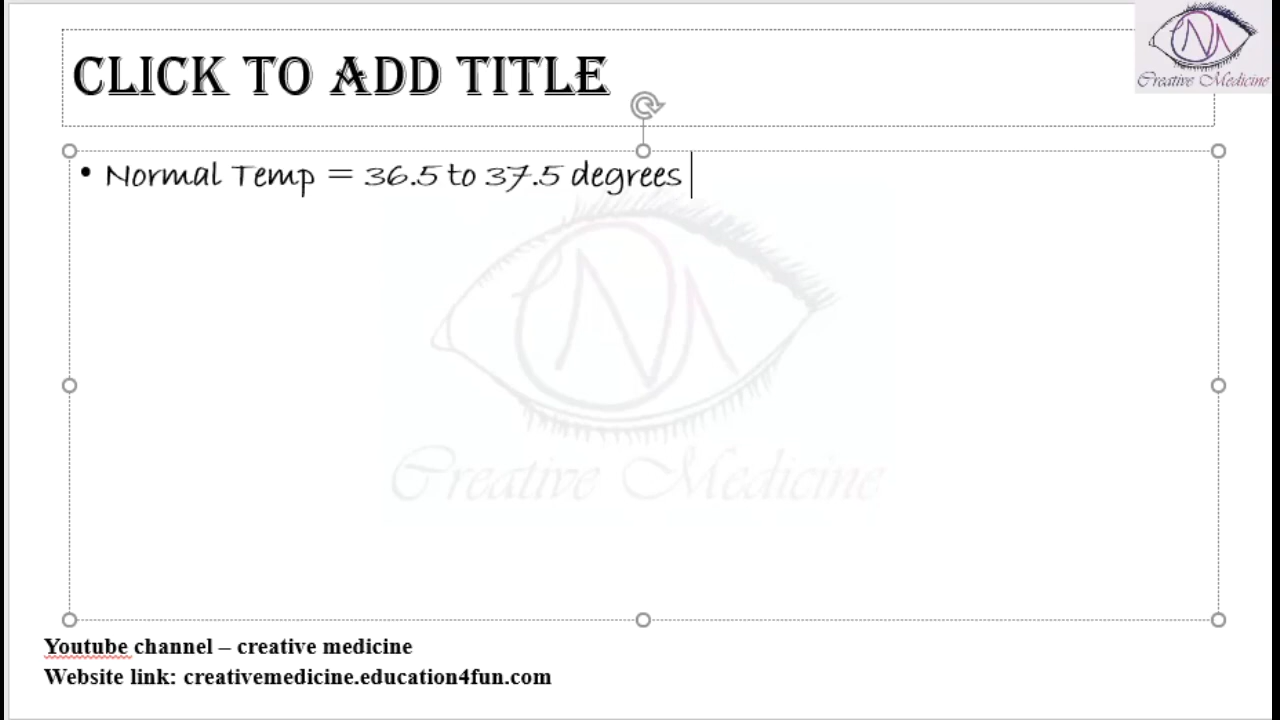 CLICK TO ADD TITLE
Creative Medicine
• Normal Temp = 36.5 to 37.5 degrees
Creative Medicine
Youtube channel – creative medicine
Website link: creativemedicine.education4fun.com